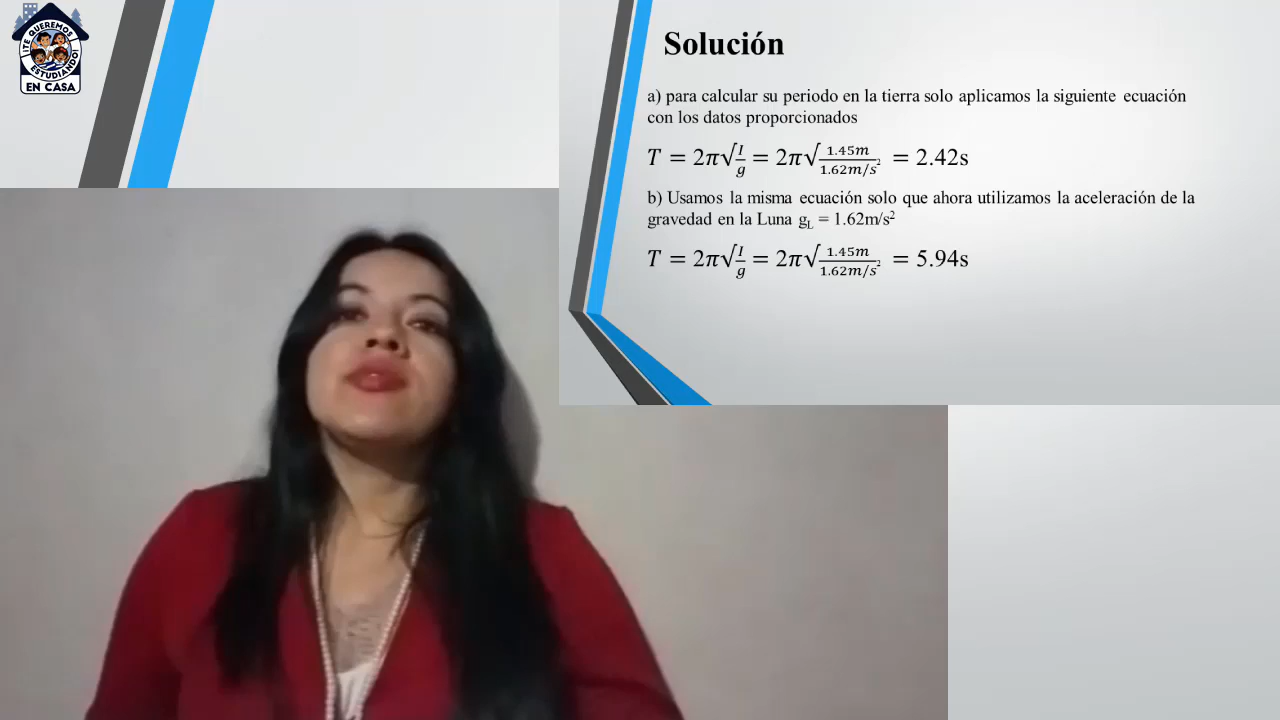 ¡TE QUEREMOS
ESTUDIANDO!
EN CASA
Solución
a) para calcular su periodo en la tierra solo aplicamos la siguiente ecuación
con los datos proporcionados
T = 2π√l/g = 2π√1.45m/1.62m/s² = 2.42s
b) Usamos la misma ecuación solo que ahora utilizamos la aceleración de la
gravedad en la Luna g_L = 1.62m/s²
T = 2π√l/g = 2π√1.45m/1.62m/s² = 5.94s